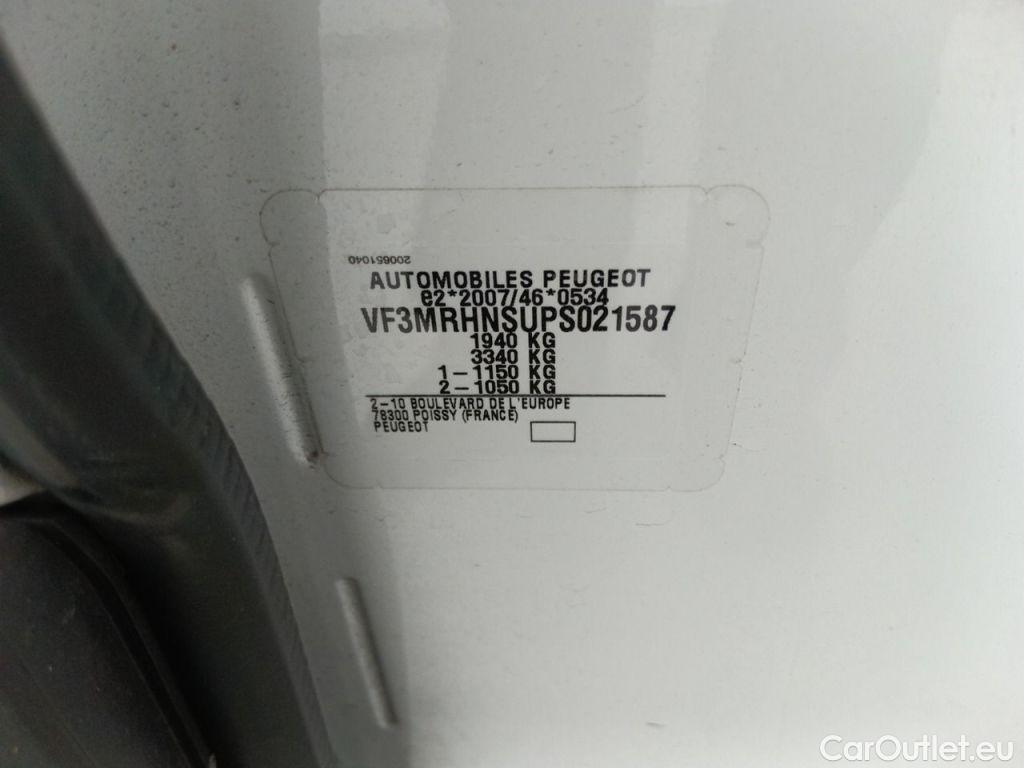 200651040
AUTOMOBILES PEUGEOT
e2*2007/46*0534
VF3MRHNSUPS021587
1940 KG
3340 KG
1-1150 KG
2-1050 KG
2-10 BOULEVARD DE L'EUROPE
78300 POISSY (FRANCE)
PEUGEOT
CarOutlet.eu